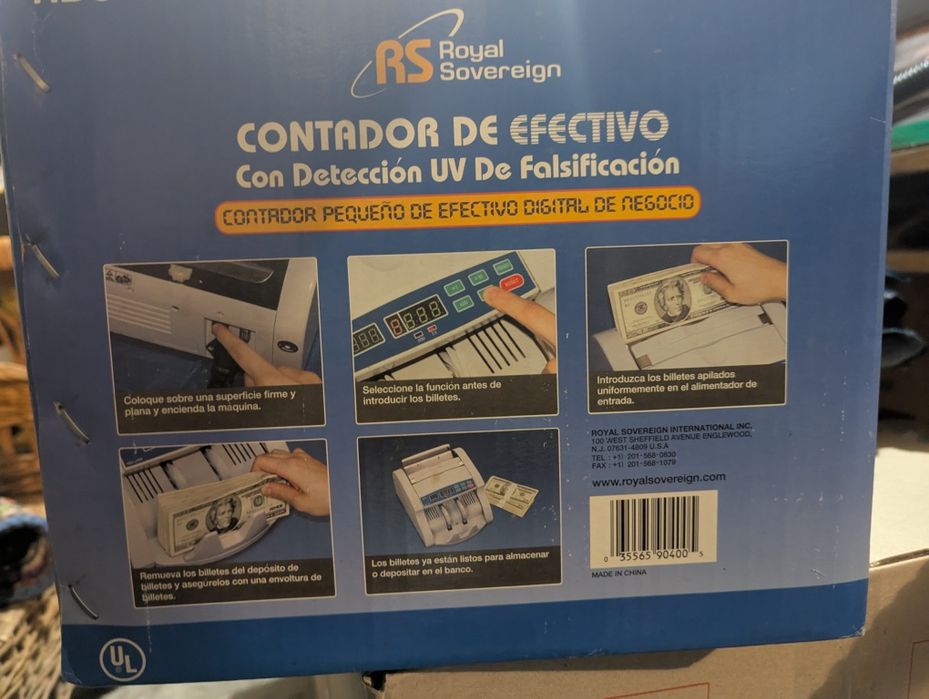 RS Royal
Sovereign
CONTADOR DE EFECTIVO
Con Detección UV De Falsificación
CONTADOR PEQUEÑO DE EFECTIVO DIGITAL DE NEGOCIO
Coloque sobre una superficie firme y
plana y encienda la máquina.
Seleccione la función antes de
introducir los billetes.
Introduzca los billetes apilados
uniformemente en el alimentador de
entrada.
Remueva los billetes del depósito de
billetes y asegúrelos con una envoltura de
billetes.
Los billetes ya están listos para almacenar
o depositar en el banco.
ROYAL SOVEREIGN INTERNATIONAL INC.
100 WEST SHEFFIELD AVENUE ENGLEWOOD,
N.J. 07631-4809 U.S.A
TEL : +1) 201-568-0830
FAX : +1) 201-568-1079
www.royalsovereign.com
0 35565 90400 5
MADE IN CHINA
UL